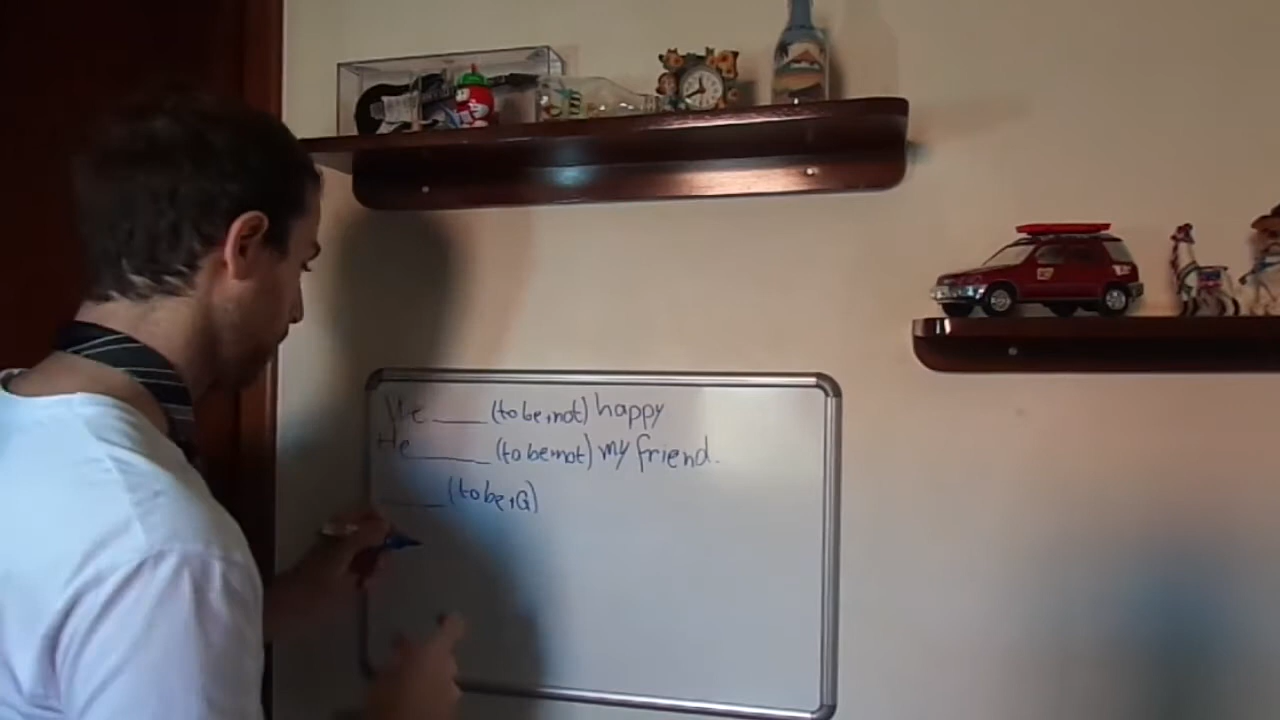 We ____ (to be, not) happy
He ____ (to be, not) my friend.
____ (to be, Q)